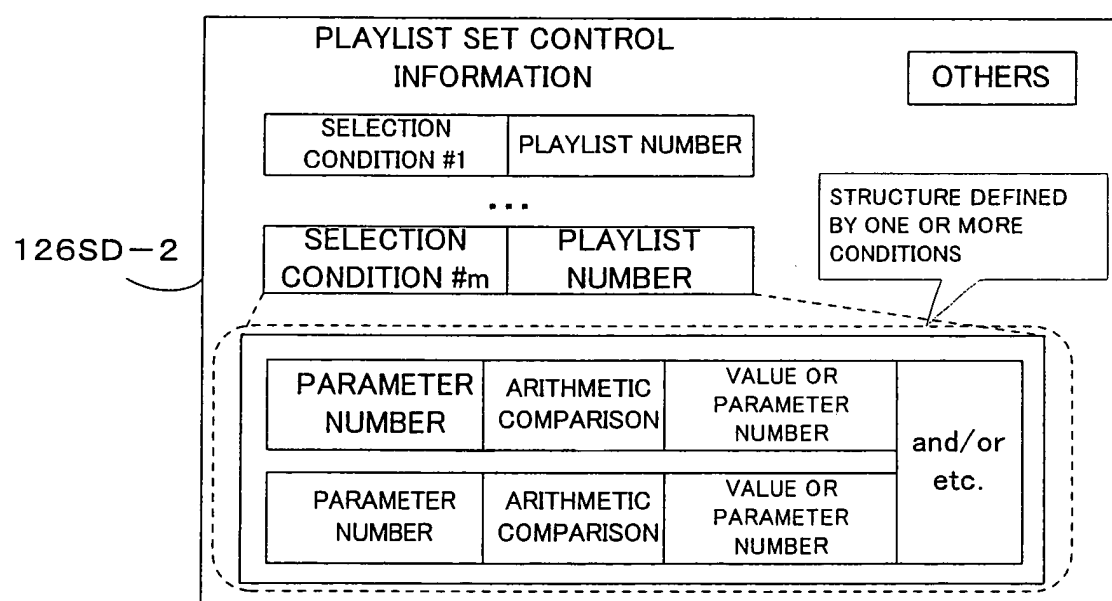 PLAYLIST SET CONTROL
INFORMATION
OTHERS
SELECTION
CONDITION #1
PLAYLIST NUMBER
...
STRUCTURE DEFINED
BY ONE OR MORE
CONDITIONS
126SD-2
SELECTION
CONDITION #m
PLAYLIST
NUMBER
PARAMETER
NUMBER
ARITHMETIC
COMPARISON
VALUE OR
PARAMETER
NUMBER
and/or
etc.
PARAMETER
NUMBER
ARITHMETIC
COMPARISON
VALUE OR
PARAMETER
NUMBER